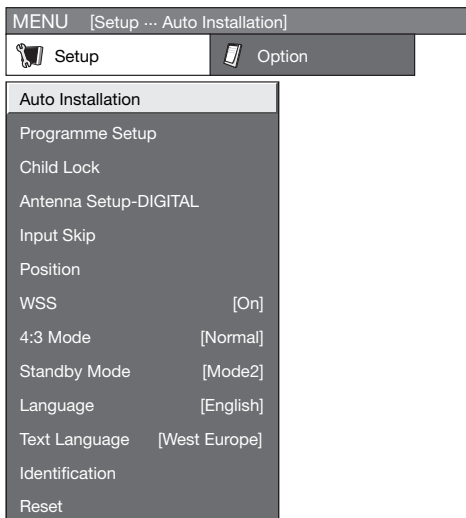 MENU [Setup ··· Auto Installation]
Setup Option
Auto Installation
Programme Setup
Child Lock
Antenna Setup-DIGITAL
Input Skip
Position
WSS [On]
4:3 Mode [Normal]
Standby Mode [Mode2]
Language [English]
Text Language [West Europe]
Identification
Reset